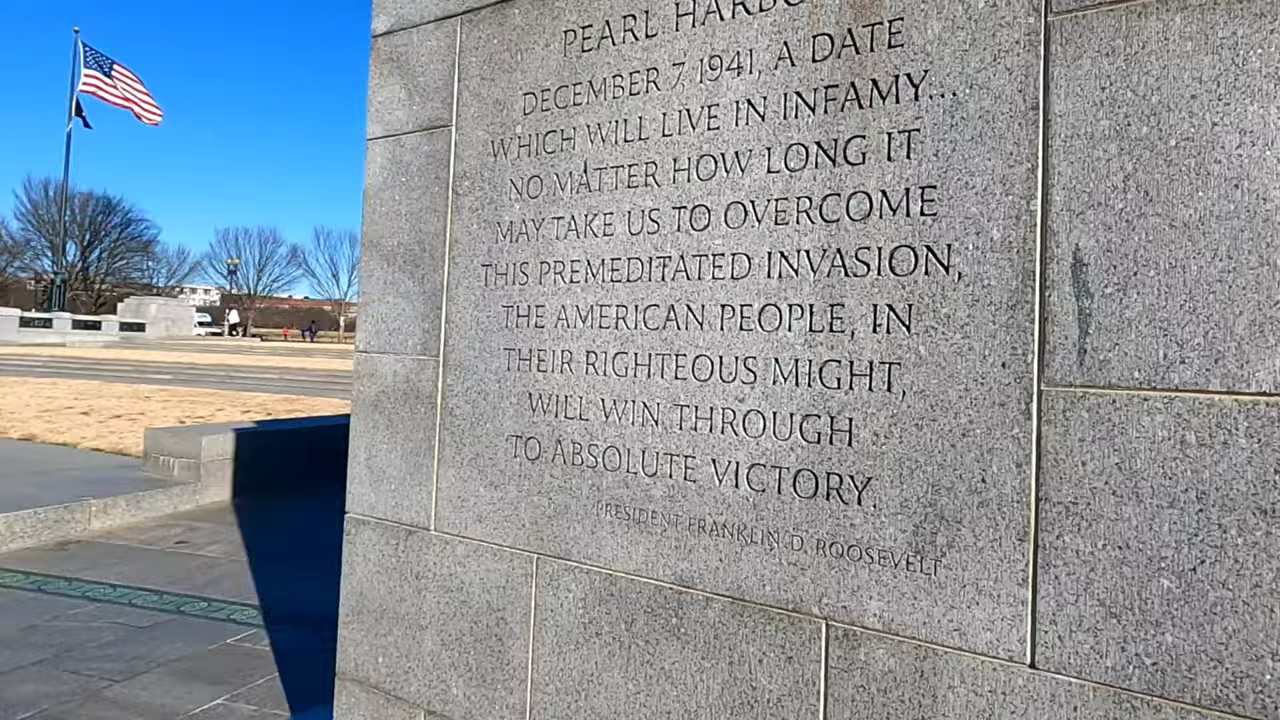 PEARL HARBO
DECEMBER 7, 1941, A DATE
WHICH WILL LIVE IN INFAMY...
NO MATTER HOW LONG IT
MAY TAKE US TO OVERCOME
THIS PREMEDITATED INVASION,
THE AMERICAN PEOPLE, IN
THEIR RIGHTEOUS MIGHT,
WILL WIN THROUGH
TO ABSOLUTE VICTORY.
PRESIDENT FRANKLIN D. ROOSEVELT